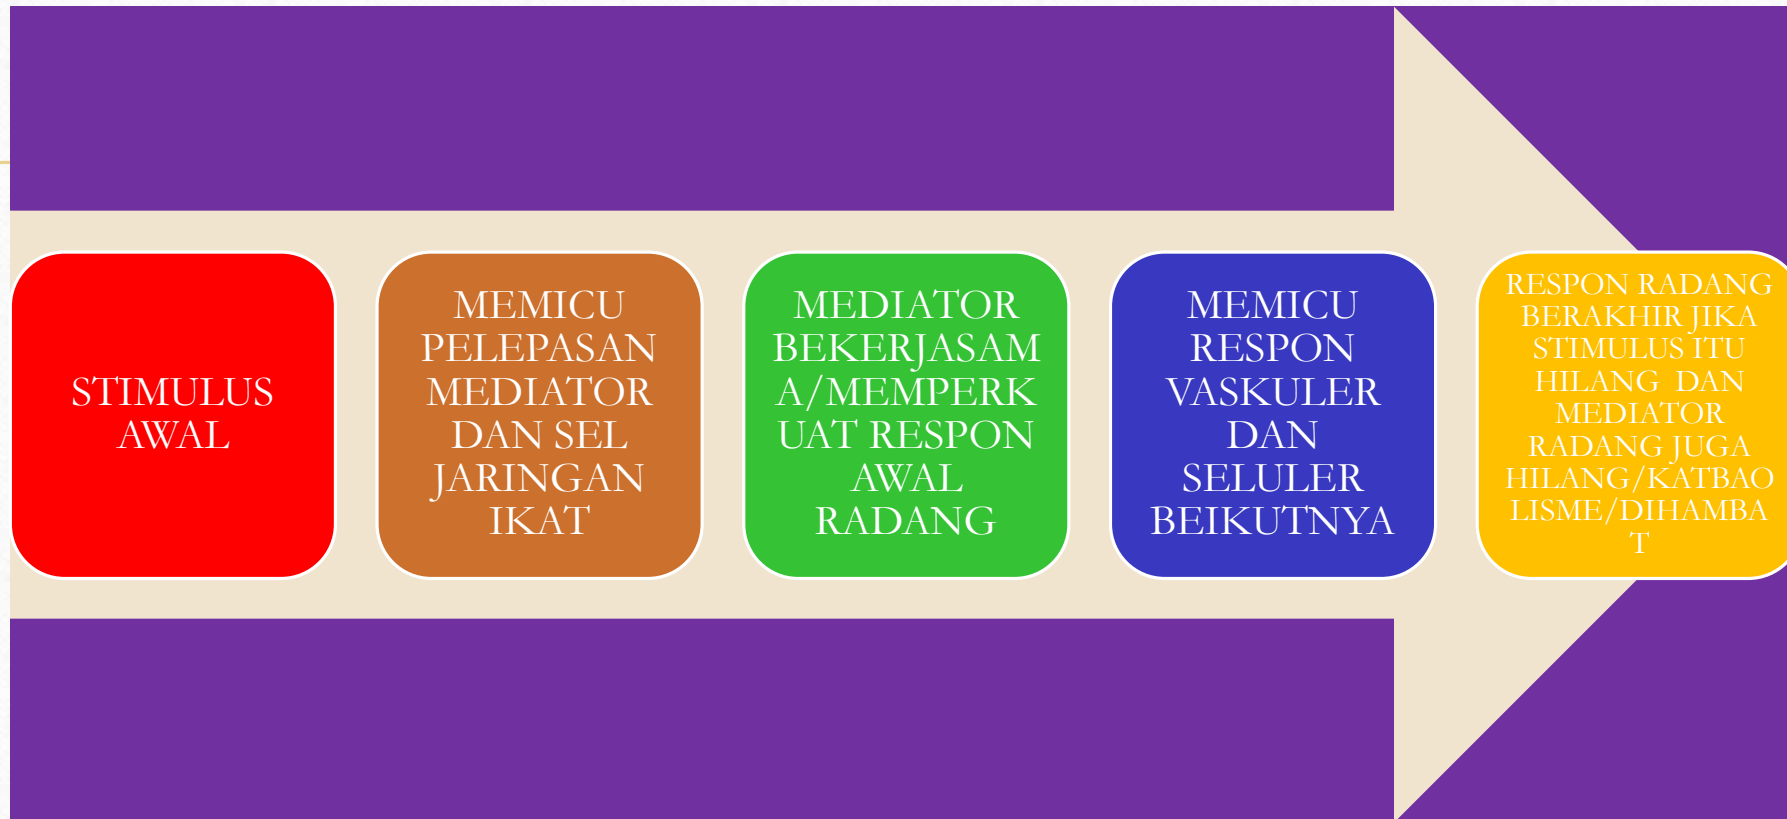 STIMULUS
AWAL
MEMICU
PELEPASAN
MEDIATOR
DAN SEL
JARINGAN
IKAT
MEDIATOR
BEKERJASAM
A/MEMPERK
UAT RESPON
AWAL
RADANG
MEMICU
RESPON
VASKULER
DAN
SELULER
BEIKUTNYA
RESPON RADANG
BERAKHIR JIKA
STIMULUS ITU
HILANG DAN
MEDIATOR
RADANG JUGA
HILANG/KATBAO
LISME/DIHAMBA
T